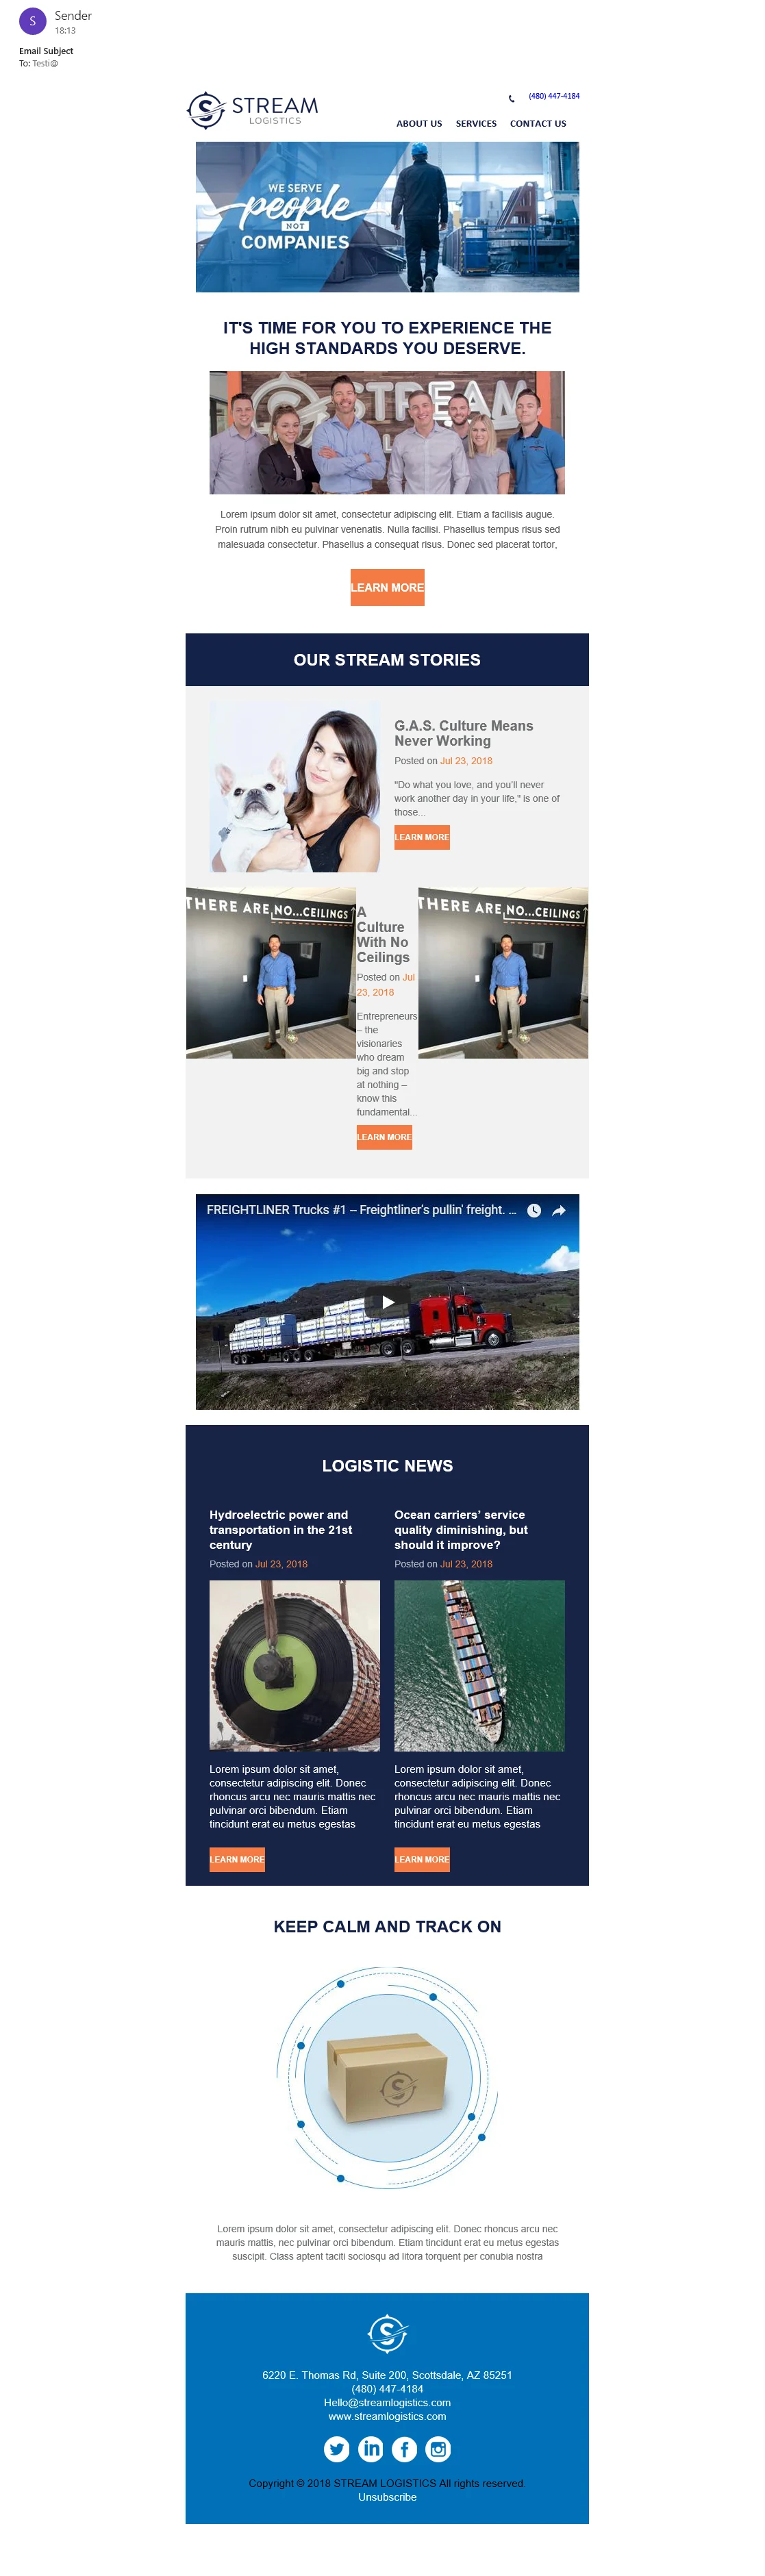 S
Sender
18:13
Email Subject
To: Testi@
S STREAM
LOGISTICS
(480) 447-4184
ABOUT US SERVICES CONTACT US
WE SERVE
people
NOT
COMPANIES
IT'S TIME FOR YOU TO EXPERIENCE THE
HIGH STANDARDS YOU DESERVE.
STREAM
Lorem ipsum dolor sit amet, consectetur adipiscing elit. Etiam a facilisis augue.
Proin rutrum nibh eu pulvinar venenatis. Nulla facilisi. Phasellus tempus risus sed
malesuada consectetur. Phasellus a consequat risus. Donec sed placerat tortor,
LEARN MORE
OUR STREAM STORIES
G.A.S. Culture Means
Never Working
Posted on Jul 23, 2018
"Do what you love, and you’ll never
work another day in your life," is one of
those...
LEARN MORE
THERE ARE NO...CEILINGS
A
Culture
With No
Ceilings
Posted on Jul
23, 2018
Entrepreneurs
– the
visionaries
who dream
big and stop
at nothing –
know this
fundamental...
LEARN MORE
THERE ARE NO...CEILINGS
FREIGHTLINER Trucks #1 – Freightliner's pullin' freight. ...
LOGISTIC NEWS
Hydroelectric power and
transportation in the 21st
century
Posted on Jul 23, 2018
Lorem ipsum dolor sit amet,
consectetur adipiscing elit. Donec
rhoncus arcu nec mauris mattis nec
pulvinar orci bibendum. Etiam
tincidunt erat eu metus egestas
LEARN MORE
Ocean carriers’ service
quality diminishing, but
should it improve?
Posted on Jul 23, 2018
Lorem ipsum dolor sit amet,
consectetur adipiscing elit. Donec
rhoncus arcu nec mauris mattis nec
pulvinar orci bibendum. Etiam
tincidunt erat eu metus egestas
LEARN MORE
KEEP CALM AND TRACK ON
S
Lorem ipsum dolor sit amet, consectetur adipiscing elit. Donec rhoncus arcu nec
mauris mattis, nec pulvinar orci bibendum. Etiam tincidunt erat eu metus egestas
suscipit. Class aptent taciti sociosqu ad litora torquent per conubia nostra
S
6220 E. Thomas Rd, Suite 200, Scottsdale, AZ 85251
(480) 447-4184
Hello@streamlogistics.com
www.streamlogistics.com
Copyright © 2018 STREAM LOGISTICS All rights reserved.
Unsubscribe